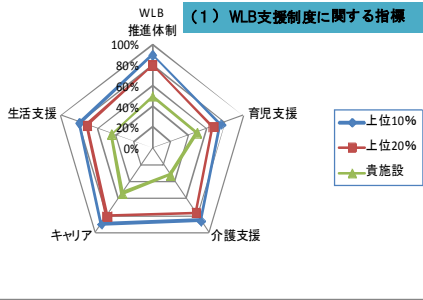 (１) WLB支援制度に関する指標
WLB
推進体制
100%
80%
60%
40%
20%
0%
育児支援
介護支援
キャリア
生活支援
上位10%
上位20%
貴施設